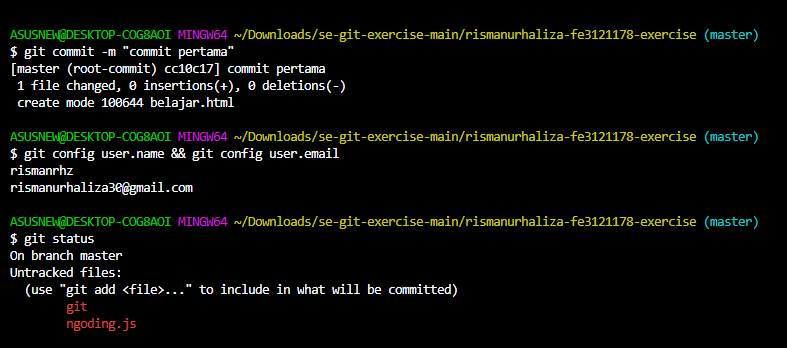 ASUSNEW@DESKTOP-COG8AOI MINGW64 ~/Downloads/se-git-exercise-main/rismanurhaliza-fe3121178-exercise (master)
$ git commit -m "commit pertama"
[master (root-commit) cc10c17] commit pertama
 1 file changed, 0 insertions(+), 0 deletions(-)
 create mode 100644 belajar.html

ASUSNEW@DESKTOP-COG8AOI MINGW64 ~/Downloads/se-git-exercise-main/rismanurhaliza-fe3121178-exercise (master)
$ git config user.name && git config user.email
rismanrhz
rismanurhaliza30@gmail.com

ASUSNEW@DESKTOP-COG8AOI MINGW64 ~/Downloads/se-git-exercise-main/rismanurhaliza-fe3121178-exercise (master)
$ git status
On branch master
Untracked files:
  (use "git add <file>..." to include in what will be committed)
        git
        ngoding.js